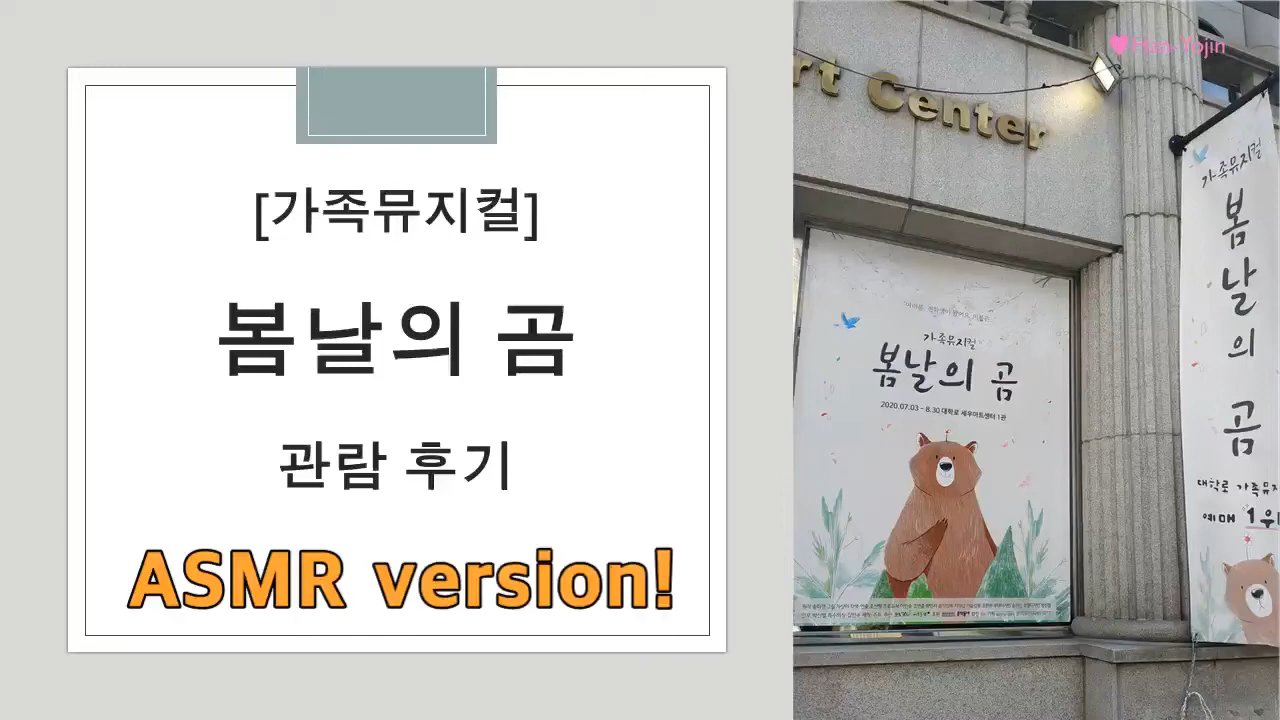 [가족뮤지컬]
봄날의 곰
관람 후기
ASMR version!
Yojin
rt Center
가족뮤지컬
봄날의 곰
2020.07.03 - 8.30 대학로 세우아트센터 1관
가족뮤지컬
봄날의 곰
대학로 가족뮤지
예매 1위